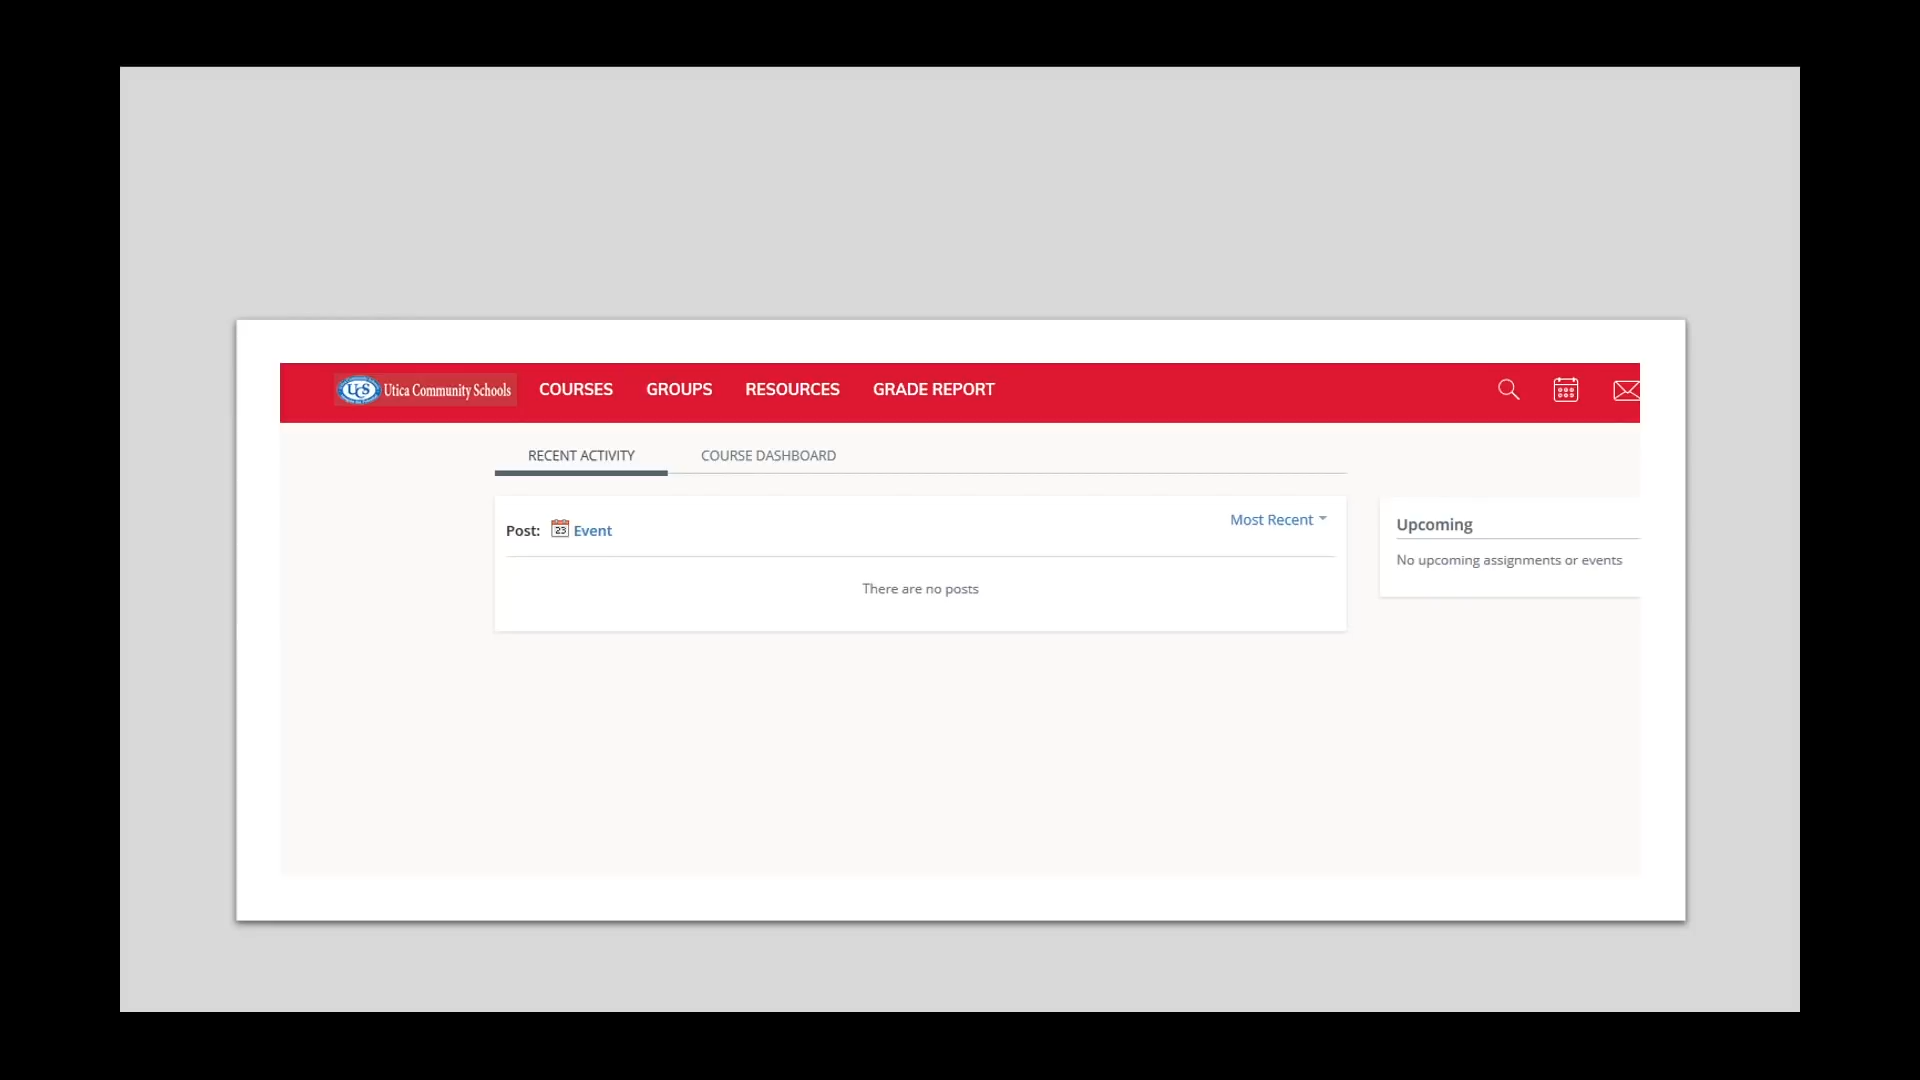 UCS Utica Community Schools COURSES GROUPS RESOURCES GRADE REPORT
RECENT ACTIVITY COURSE DASHBOARD
Post: 23 Event Most Recent
There are no posts
Upcoming
No upcoming assignments or events